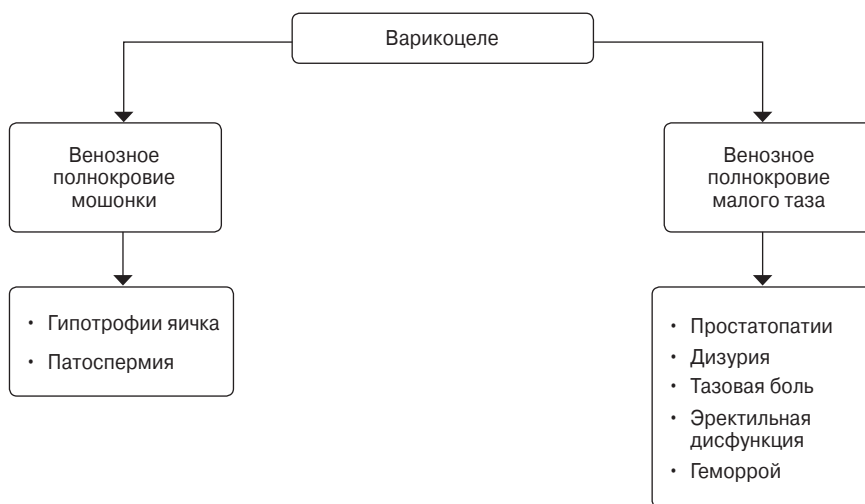 Варикоцеле
Венозное
полнокровие
мошонки
Венозное
полнокровие
малого таза
• Гипотрофии яичка
• Патоспермия
• Простатопатии
• Дизурия
• Тазовая боль
• Эректильная
дисфункция
• Геморрой